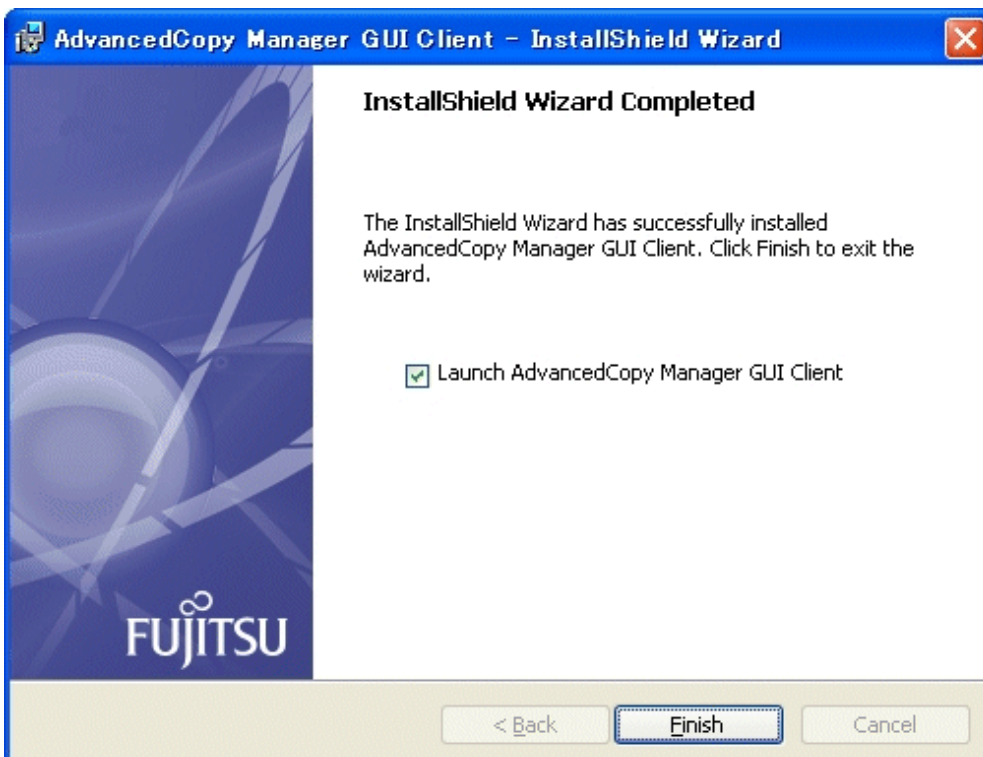 AdvancedCopy Manager GUI Client - InstallShield Wizard
InstallShield Wizard Completed
The InstallShield Wizard has successfully installed
AdvancedCopy Manager GUI Client. Click Finish to exit the
wizard.
Launch AdvancedCopy Manager GUI Client
FUJITSU
< Back
Finish
Cancel